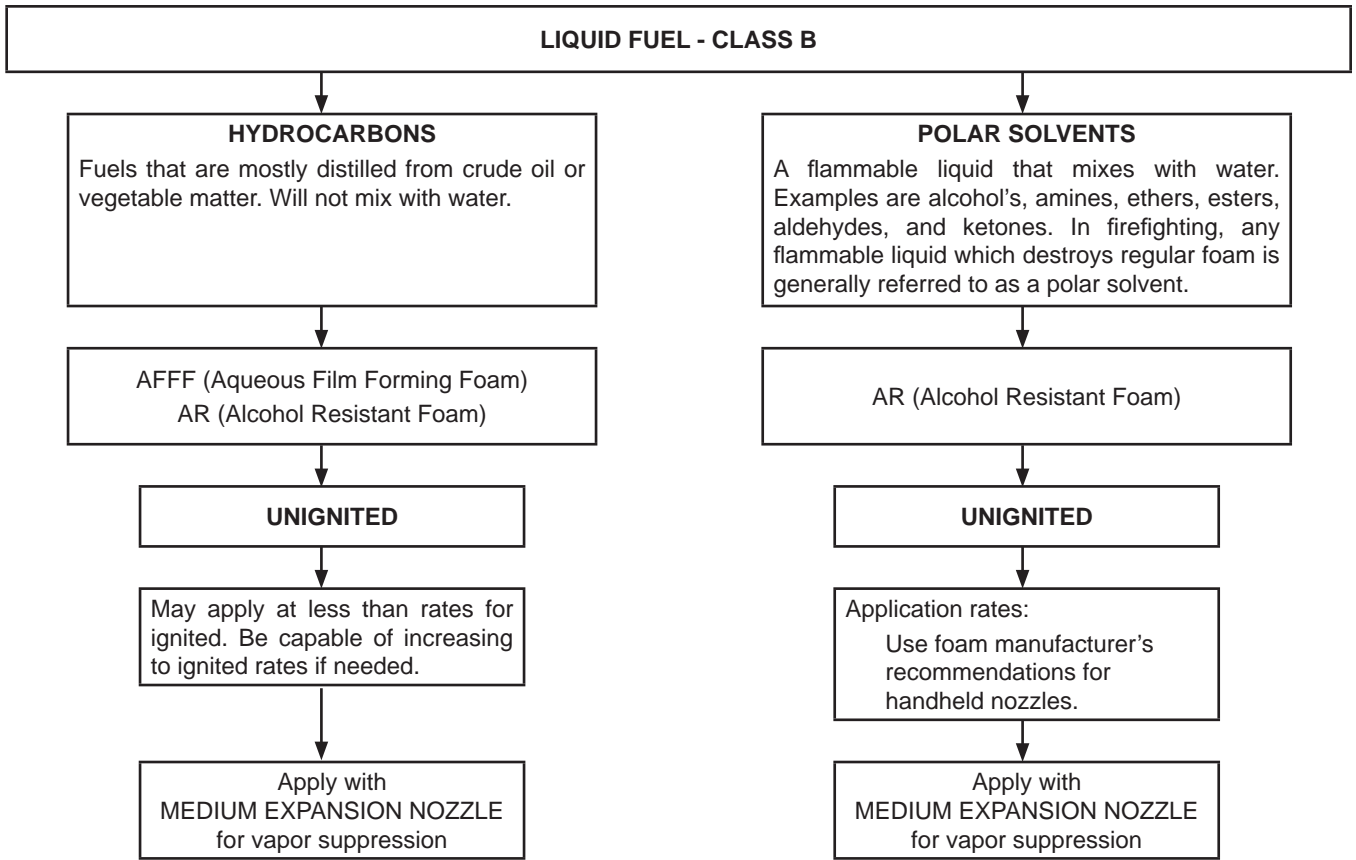 LIQUID FUEL - CLASS B
HYDROCARBONS
Fuels that are mostly distilled from crude oil or
vegetable matter. Will not mix with water.
AFFF (Aqueous Film Forming Foam)
AR (Alcohol Resistant Foam)
UNIGNITED
May apply at less than rates for
ignited. Be capable of increasing
to ignited rates if needed.
Apply with
MEDIUM EXPANSION NOZZLE
for vapor suppression
POLAR SOLVENTS
A flammable liquid that mixes with water.
Examples are alcohol's, amines, ethers, esters,
aldehydes, and ketones. In firefighting, any
flammable liquid which destroys regular foam is
generally referred to as a polar solvent.
AR (Alcohol Resistant Foam)
UNIGNITED
Application rates:
Use foam manufacturer's
recommendations for
handheld nozzles.
Apply with
MEDIUM EXPANSION NOZZLE
for vapor suppression